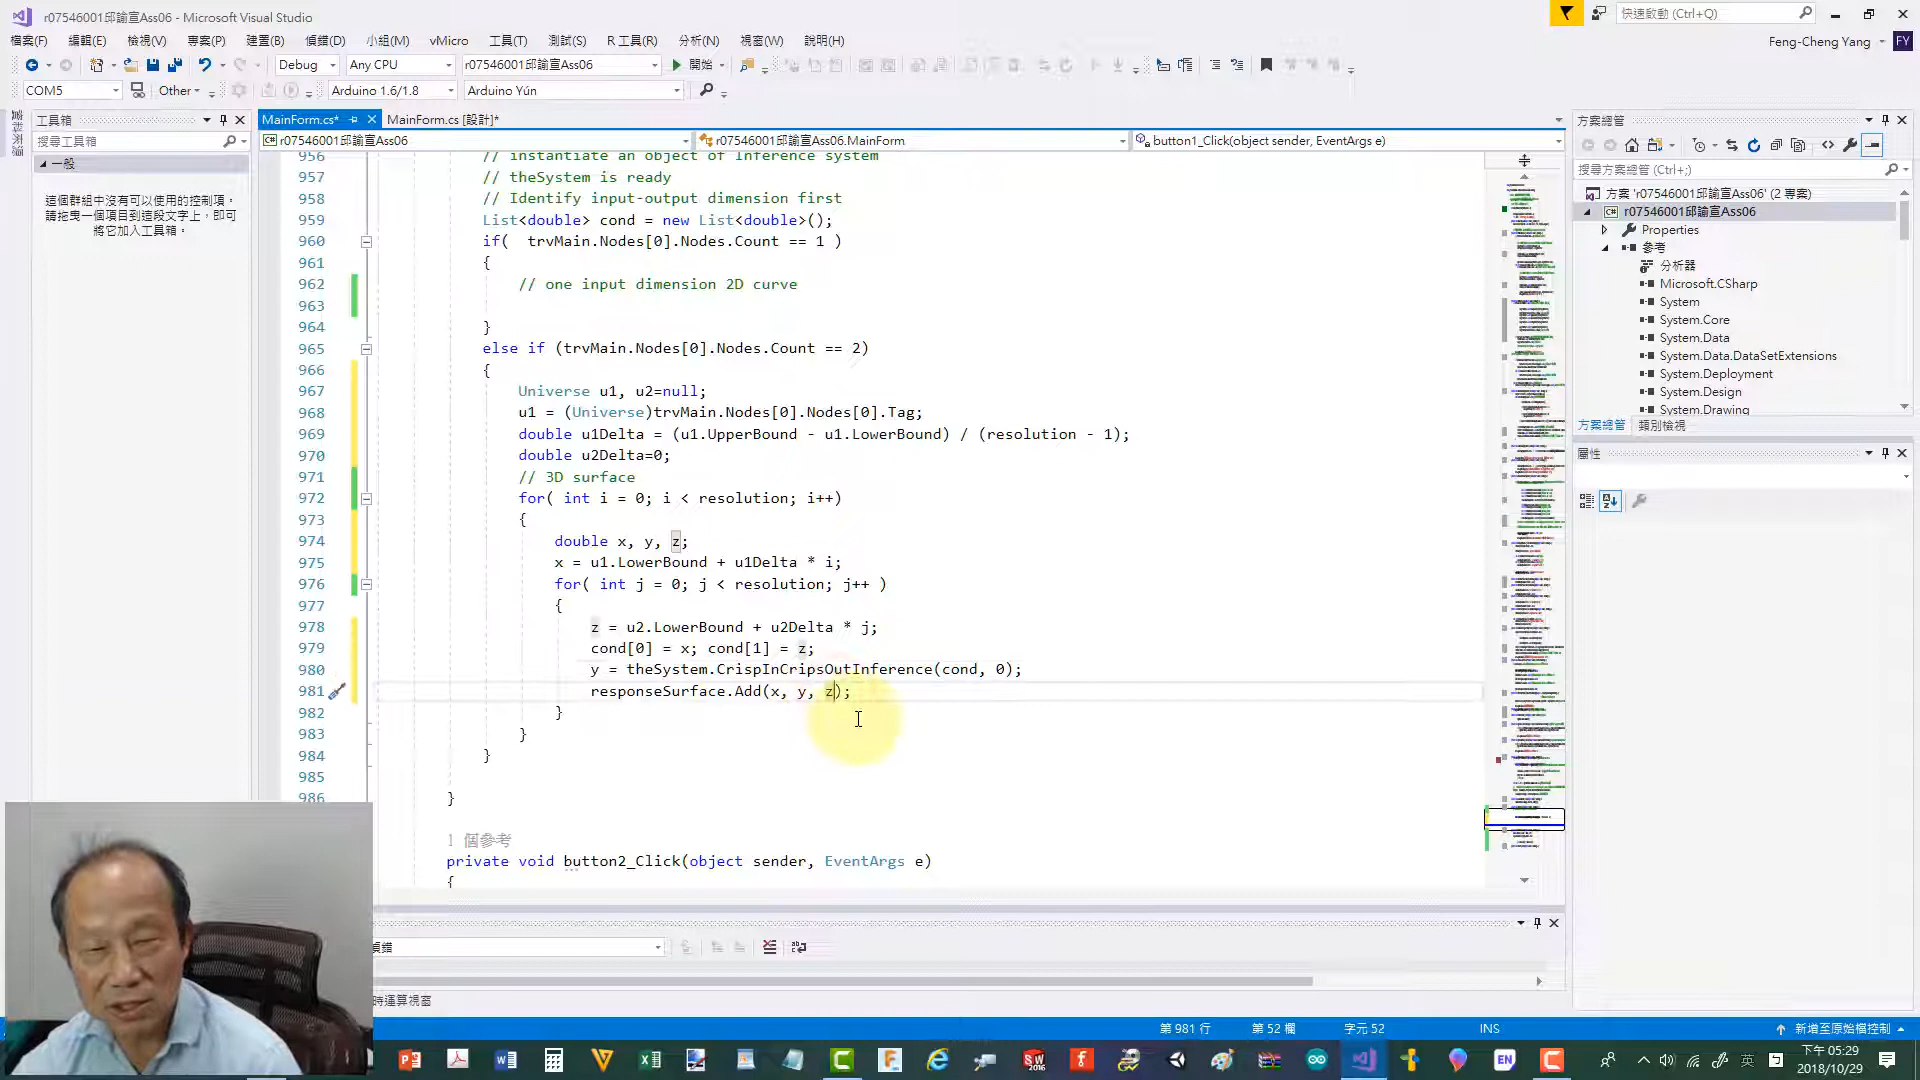 r07546001邱諭宣Ass06 - Microsoft Visual Studio
快速啟動 (Ctrl+Q)
檔案(F) 編輯(E) 檢視(V) 專案(P) 建置(B) 偵錯(D) 小組(M) vMicro 工具(T) 測試(S) R 工具(R) 分析(N) 視窗(W) 說明(H)
Feng-Cheng Yang FY
Debug Any CPU r07546001邱諭宣Ass06 開始
COM5 Other Arduino 1.6/1.8 Arduino Yún
工具箱
搜尋工具箱
一般
這個群組中沒有可以使用的控制項。
請拖曳一個項目到這段文字上，即可
將它加入工具箱。
MainForm.cs* MainForm.cs [設計]*
r07546001邱諭宣Ass06 r07546001邱諭宣Ass06.MainForm button1_Click(object sender, EventArgs e)
956 // instantiate an object of Inference system
957 // theSystem is ready
958 // Identify input-output dimension first
959 List<double> cond = new List<double>();
960 if( trvMain.Nodes[0].Nodes.Count == 1 )
961 {
962 // one input dimension 2D curve
963
964 }
965 else if (trvMain.Nodes[0].Nodes.Count == 2)
966 {
967 Universe u1, u2=null;
968 u1 = (Universe)trvMain.Nodes[0].Nodes[0].Tag;
969 double u1Delta = (u1.UpperBound - u1.LowerBound) / (resolution - 1);
970 double u2Delta=0;
971 // 3D surface
972 for( int i = 0; i < resolution; i++)
973 {
974 double x, y, z;
975 x = u1.LowerBound + u1Delta * i;
976 for( int j = 0; j < resolution; j++ )
977 {
978 z = u2.LowerBound + u2Delta * j;
979 cond[0] = x; cond[1] = z;
980 y = theSystem.CrispInCripsOutInference(cond, 0);
981 responseSurface.Add(x, y, z);
982 }
983 }
984 }
985
986
}
1 個參考
private void button2_Click(object sender, EventArgs e)
{
方案總管
搜尋方案總管 (Ctrl+;)
方案 'r07546001邱諭宣Ass06' (2 專案)
r07546001邱諭宣Ass06
Properties
參考
分析器
Microsoft.CSharp
System
System.Core
System.Data
System.Data.DataSetExtensions
System.Deployment
System.Design
System.Drawing
方案總管 類別檢視
屬性
偵錯
時運算視窗
第 981 行 第 52 欄 字元 52 INS 新增至原始檔控制
英
下午 05:29
2018/10/29